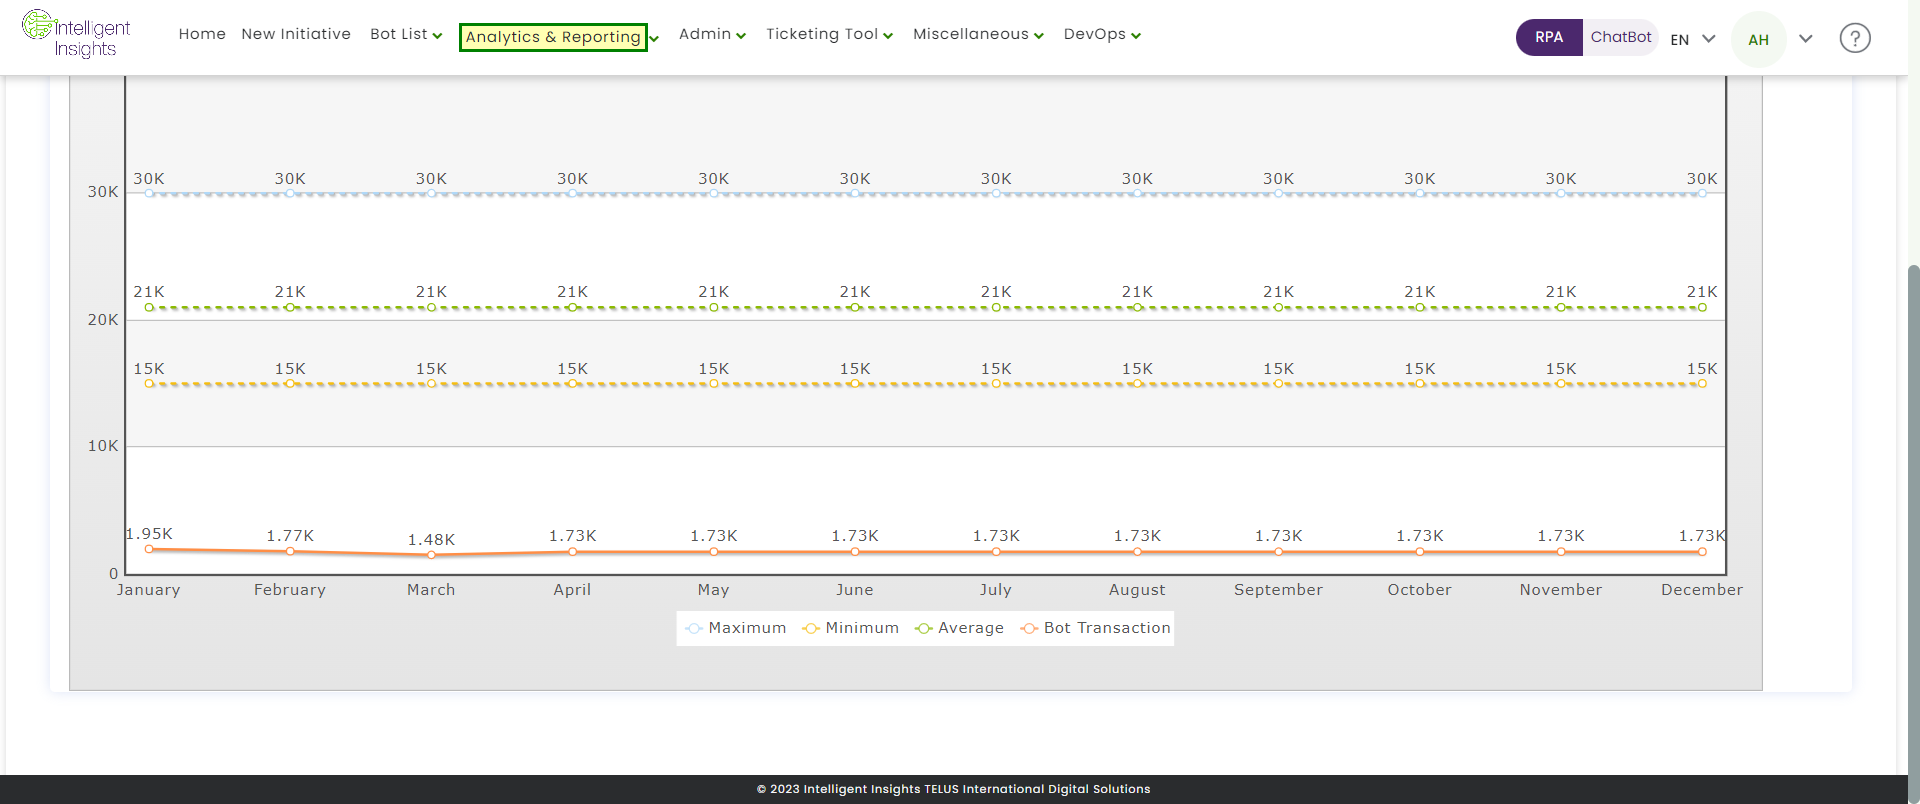 Intelligent
Insights
Home New Initiative Bot List Analytics & Reporting Admin Ticketing Tool Miscellaneous DevOps RPA ChatBot EN AH ?
30K 30K 30K 30K 30K 30K 30K 30K 30K 30K 30K 30K
30K
21K 21K 21K 21K 21K 21K 21K 21K 21K 21K 21K 21K
20K
15K 15K 15K 15K 15K 15K 15K 15K 15K 15K 15K 15K
10K
1.95K 1.77K 1.48K 1.73K 1.73K 1.73K 1.73K 1.73K 1.73K 1.73K 1.73K 1.73K
0
January February March April May June July August September October November December
Maximum Minimum Average Bot Transaction
© 2023 Intelligent Insights TELUS International Digital Solutions